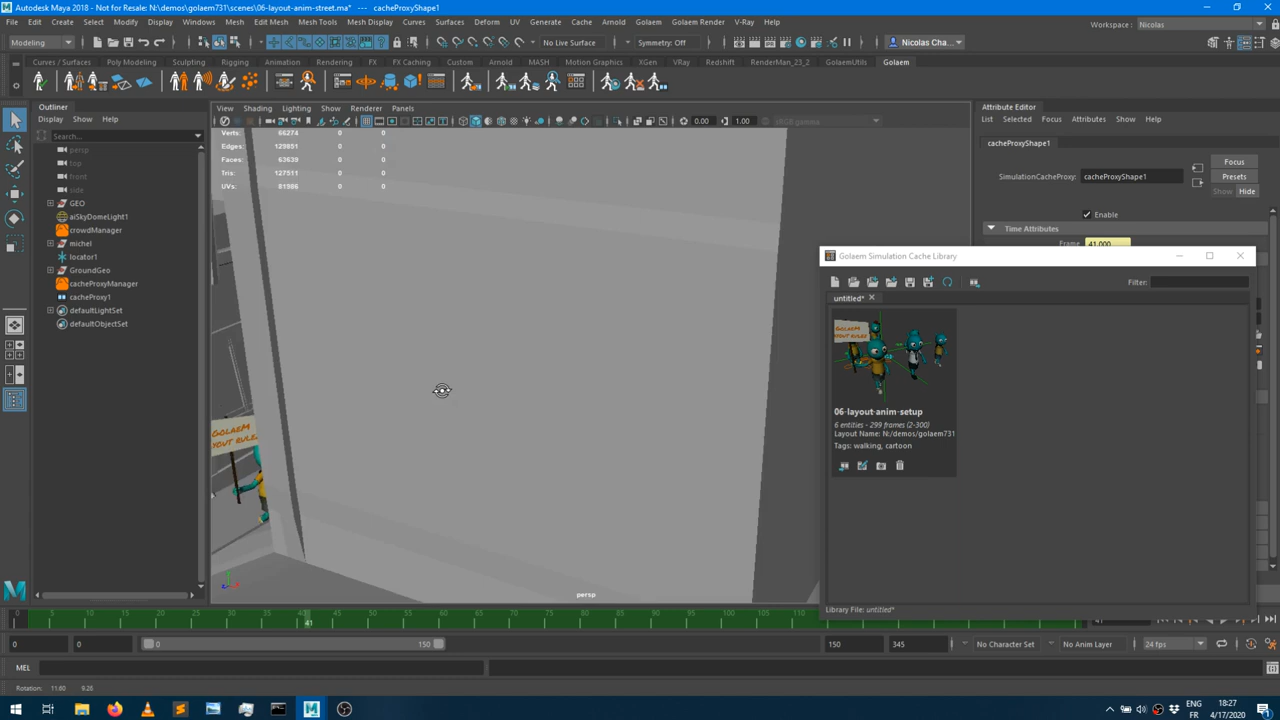 Autodesk Maya 2018 - Not for Resale: N:\demos\golaem731\scenes\06-layout-anim-street.ma* --- cacheProxyShape1
File Edit Create Select Modify Display Windows Mesh Edit Mesh Mesh Tools Mesh Display Curves Surfaces Deform UV Generate Cache Arnold Golaem Golaem Render V-Ray Help
Workspace : Nicolas
Modeling No Live Surface Symmetry: Off Nicolas Cha...
Curves / Surfaces Poly Modeling Sculpting Rigging Animation Rendering FX FX Caching Custom Arnold MASH Motion Graphics XGen VRay Redshift RenderMan_23_2 GolaemUtils Golaem
Outliner
Display Show Help
Search...
persp
top
front
side
GEO
aiSkyDomeLight1
crowdManager
michel
locator1
GroundGeo
cacheProxyManager
cacheProxy1
defaultLightSet
defaultObjectSet
View Shading Lighting Show Renderer Panels
0.00 1.00 sRGB gamma
Verts: 66274 0 0
Edges: 129851 0 0
Faces: 63639 0 0
Tris: 127511 0 0
UVs: 81986 0 0
persp
Attribute Editor
List Selected Focus Attributes Show Help
cacheProxyShape1
SimulationCacheProxy: cacheProxyShape1
Focus
Presets
Show Hide
Enable
Time Attributes
Frame 41.000
Golaem Simulation Cache Library
Filter:
untitled*
06-layout-anim-setup
6 entities - 299 frames (2-300)
Layout Name: N:/demos/golaem731
Tags: walking, cartoon
Library File: untitled*
0 5 10 15 20 25 30 35 40 45 50 55 60 65 70 75 80 85 90 95 100 105 110
41
41
0 0 0 150 150 345 No Character Set No Anim Layer 24 fps
MEL
Rotation: 11.60 9.26
ENG
FR
18:27
4/17/2020